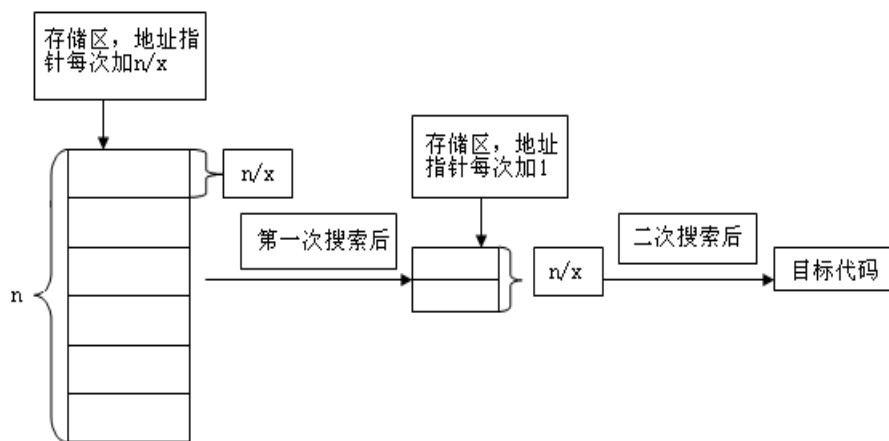 存储区，地址指
针每次加n/x
n/x
n
第一次搜索后
存储区，地址
指针每次加1
n/x
二次搜索后
目标代码